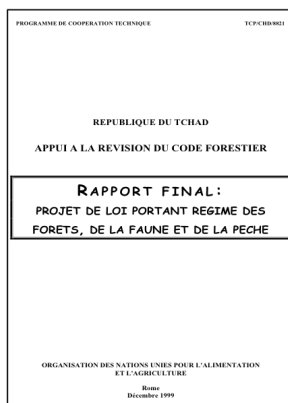 PROGRAMME DE COOPERATION TECHNIQUE TCP/CHD/8821
REPUBLIQUE DU TCHAD
APPUI A LA REVISION DU CODE FORESTIER
RAPPORT FINAL:
PROJET DE LOI PORTANT REGIME DES
FORETS, DE LA FAUNE ET DE LA PECHE
ORGANISATION DES NATIONS UNIES POUR L'ALIMENTATION
ET L'AGRICULTURE
Rome
Décembre 1999